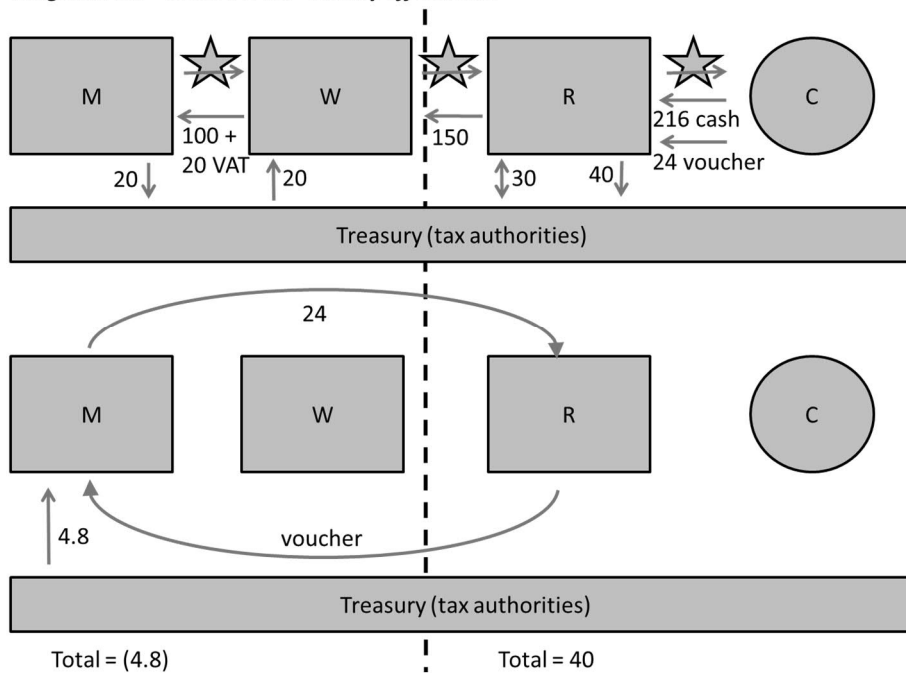 M
W
R
C
100 +
20 VAT
150
216 cash
24 voucher
20
20
30
40
Treasury (tax authorities)
24
M
W
R
C
4.8
voucher
Treasury (tax authorities)
Total = (4.8)
Total = 40